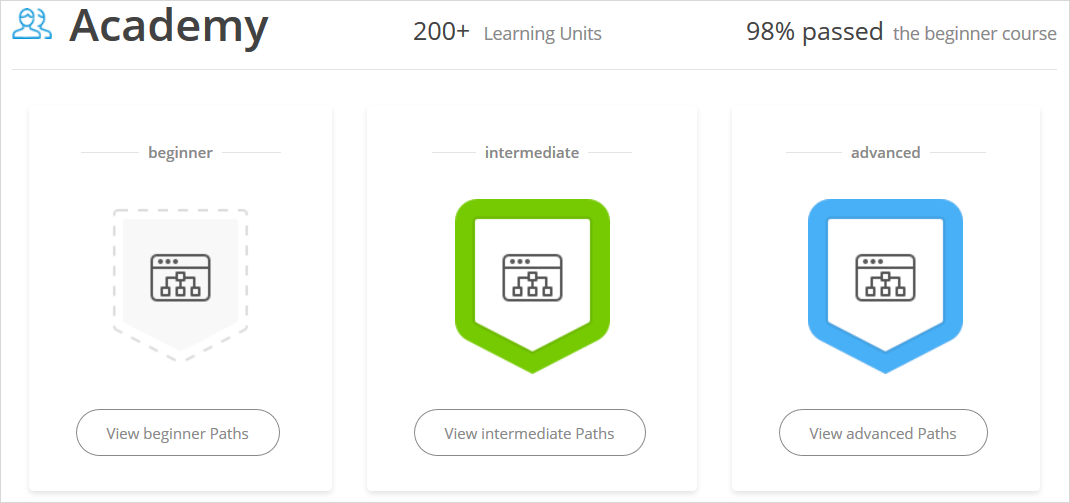 Academy
200+ Learning Units
98% passed the beginner course
beginner
intermediate
advanced
View beginner Paths
View intermediate Paths
View advanced Paths